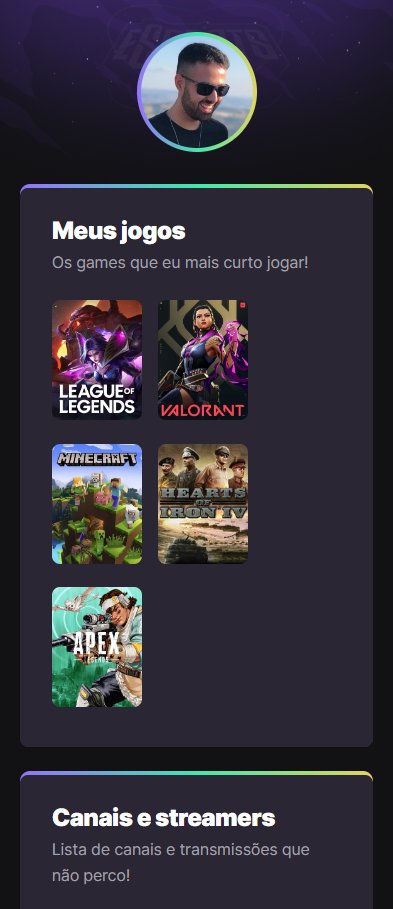 Meus jogos
Os games que eu mais curto jogar!
LEAGUE OF
LEGENDS
VALORANT
MINECRAFT
HEARTS
OF
IRON IV
APEX
LEGENDS
Canais e streamers
Lista de canais e transmissões que
não perco!